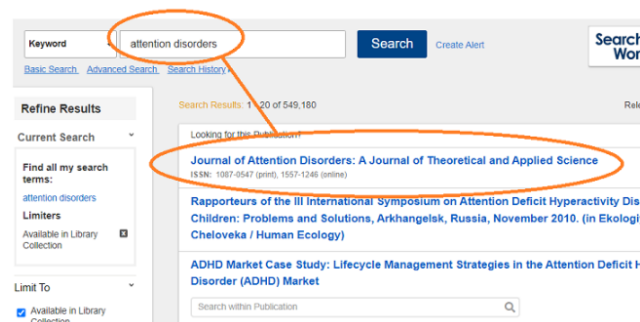 Keyword
attention disorders
Search
Create Alert
Search
Wor
Basic Search Advanced Search Search History
Refine Results
Search Results: 1 - 20 of 549,180
Rele
Current Search
Looking for this Publication?
Journal of Attention Disorders: A Journal of Theoretical and Applied Science
ISSN: 1087-0547 (print), 1557-1246 (online)
Find all my search
terms:
attention disorders
Limiters
Available in Library
Collection
Rapporteurs of the III International Symposium on Attention Deficit Hyperactivity Dis
Children: Problems and Solutions, Arkhangelsk, Russia, November 2010. (in Ekologi
Cheloveka / Human Ecology)
ADHD Market Case Study: Lifecycle Management Strategies in the Attention Deficit H
Disorder (ADHD) Market
Limit To
Search within Publication
Available in Library
Collection